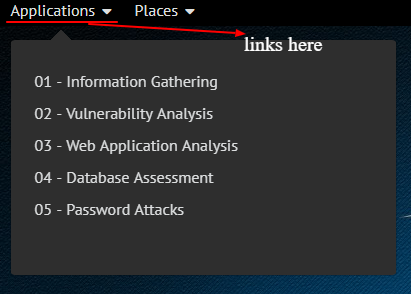 Applications Places
links here
01 - Information Gathering
02 - Vulnerability Analysis
03 - Web Application Analysis
04 - Database Assessment
05 - Password Attacks